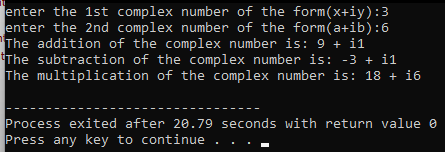 enter the 1st complex number of the form(x+iy):3
enter the 2nd complex number of the form(a+ib):6
The addition of the complex number is: 9 + i1
The subtraction of the complex number is: -3 + i1
The multiplication of the complex number is: 18 + i6
--------------------------------
Process exited after 20.79 seconds with return value 0
Press any key to continue . . .